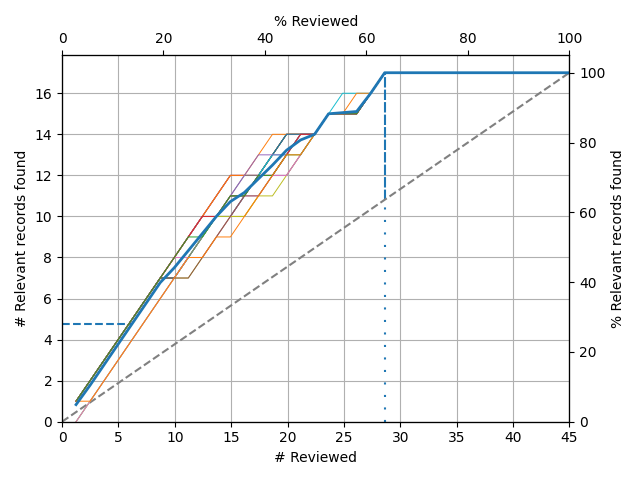 % Reviewed
0 20 40 60 80 100
16 100
14
12 80
10
8 60
6 40
4
2 20
0 0
0 5 10 15 20 25 30 35 40 45
# Reviewed
# Relevant records found
% Relevant records found